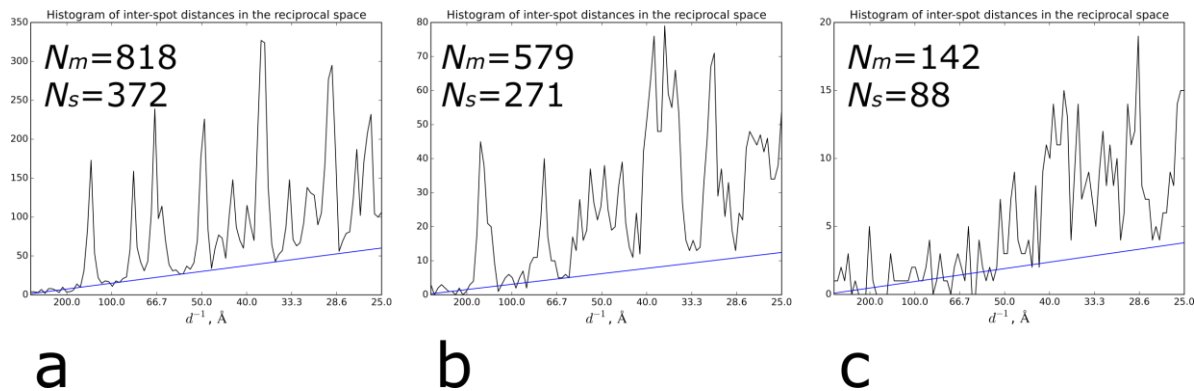 Histogram of inter-spot distances in the reciprocal space
Nm=818
Ns=372
350
300
250
200
150
100
50
0
200.0 100.0 66.7 50.0 40.0 33.3 28.6 25.0
d⁻¹, Å
a
Histogram of inter-spot distances in the reciprocal space
Nm=579
Ns=271
80
70
60
50
40
30
20
10
0
200.0 100.0 66.7 50.0 40.0 33.3 28.6 25.0
d⁻¹, Å
b
Histogram of inter-spot distances in the reciprocal space
Nm=142
Ns=88
20
15
10
5
0
200.0 100.0 66.7 50.0 40.0 33.3 28.6 25.0
d⁻¹, Å
c